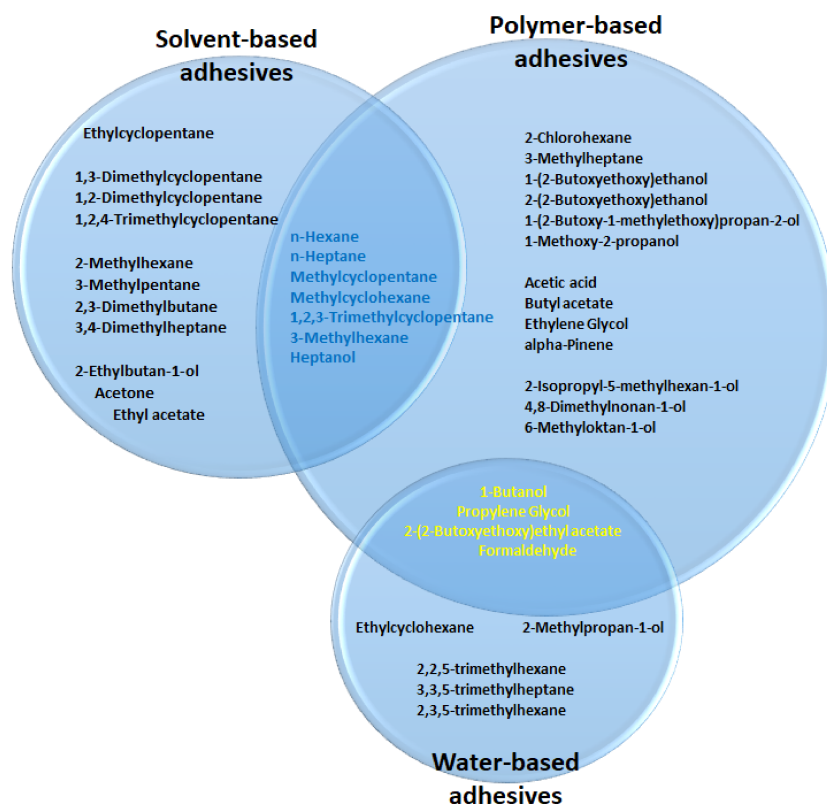 Solvent-based
adhesives
Polymer-based
adhesives
Ethylcyclopentane
1,3-Dimethylcyclopentane
1,2-Dimethylcyclopentane
1,2,4-Trimethylcyclopentane
2-Methylhexane
3-Methylpentane
2,3-Dimethylbutane
3,4-Dimethylheptane
2-Ethylbutan-1-ol
Acetone
Ethyl acetate
n-Hexane
n-Heptane
Methylcyclopentane
Methylcyclohexane
1,2,3-Trimethylcyclopentane
3-Methylhexane
Heptanol
2-Chlorohexane
3-Methylheptane
1-(2-Butoxyethoxy)ethanol
2-(2-Butoxyethoxy)ethanol
1-(2-Butoxy-1-methylethoxy)propan-2-ol
1-Methoxy-2-propanol
Acetic acid
Butyl acetate
Ethylene Glycol
alpha-Pinene
2-Isopropyl-5-methylhexan-1-ol
4,8-Dimethylnonan-1-ol
6-Methyloktan-1-ol
1-Butanol
Propylene Glycol
2-(2-Butoxyethoxy)ethyl acetate
Formaldehyde
Ethylcyclohexane 2-Methylpropan-1-ol
2,2,5-trimethylhexane
3,3,5-trimethylheptane
2,3,5-trimethylhexane
Water-based
adhesives